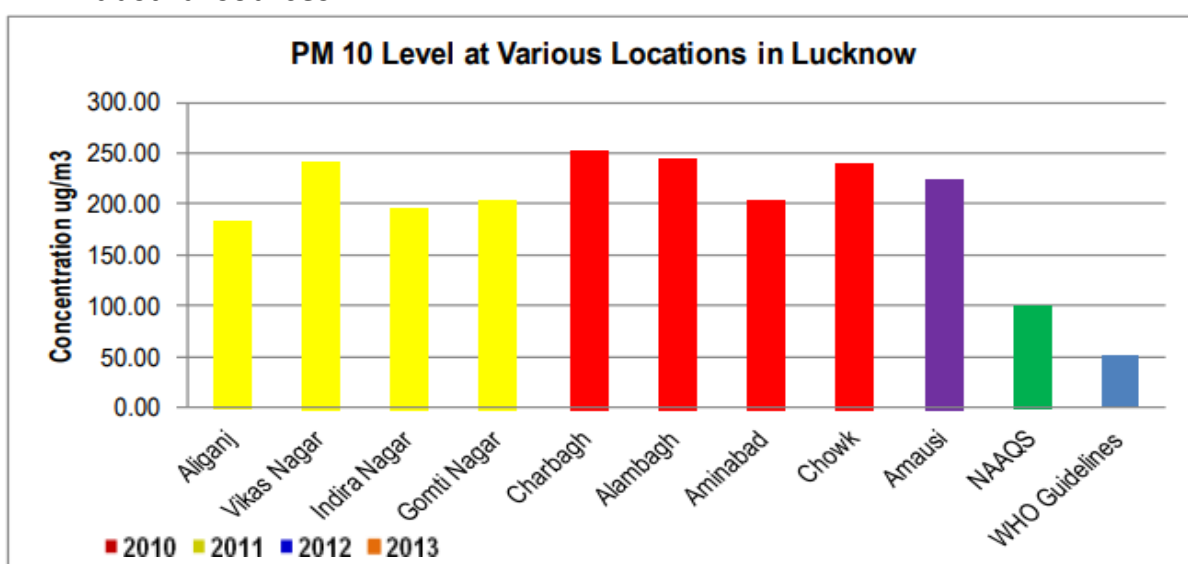 PM 10 Level at Various Locations in Lucknow
Concentration ug/m3
300.00
250.00
200.00
150.00
100.00
50.00
0.00
Aliganj
Vikas Nagar
Indira Nagar
Gomti Nagar
Charbagh
Alambagh
Aminabad
Chowk
Amausi
NAAQS
WHO Guidelines
2010 2011 2012 2013